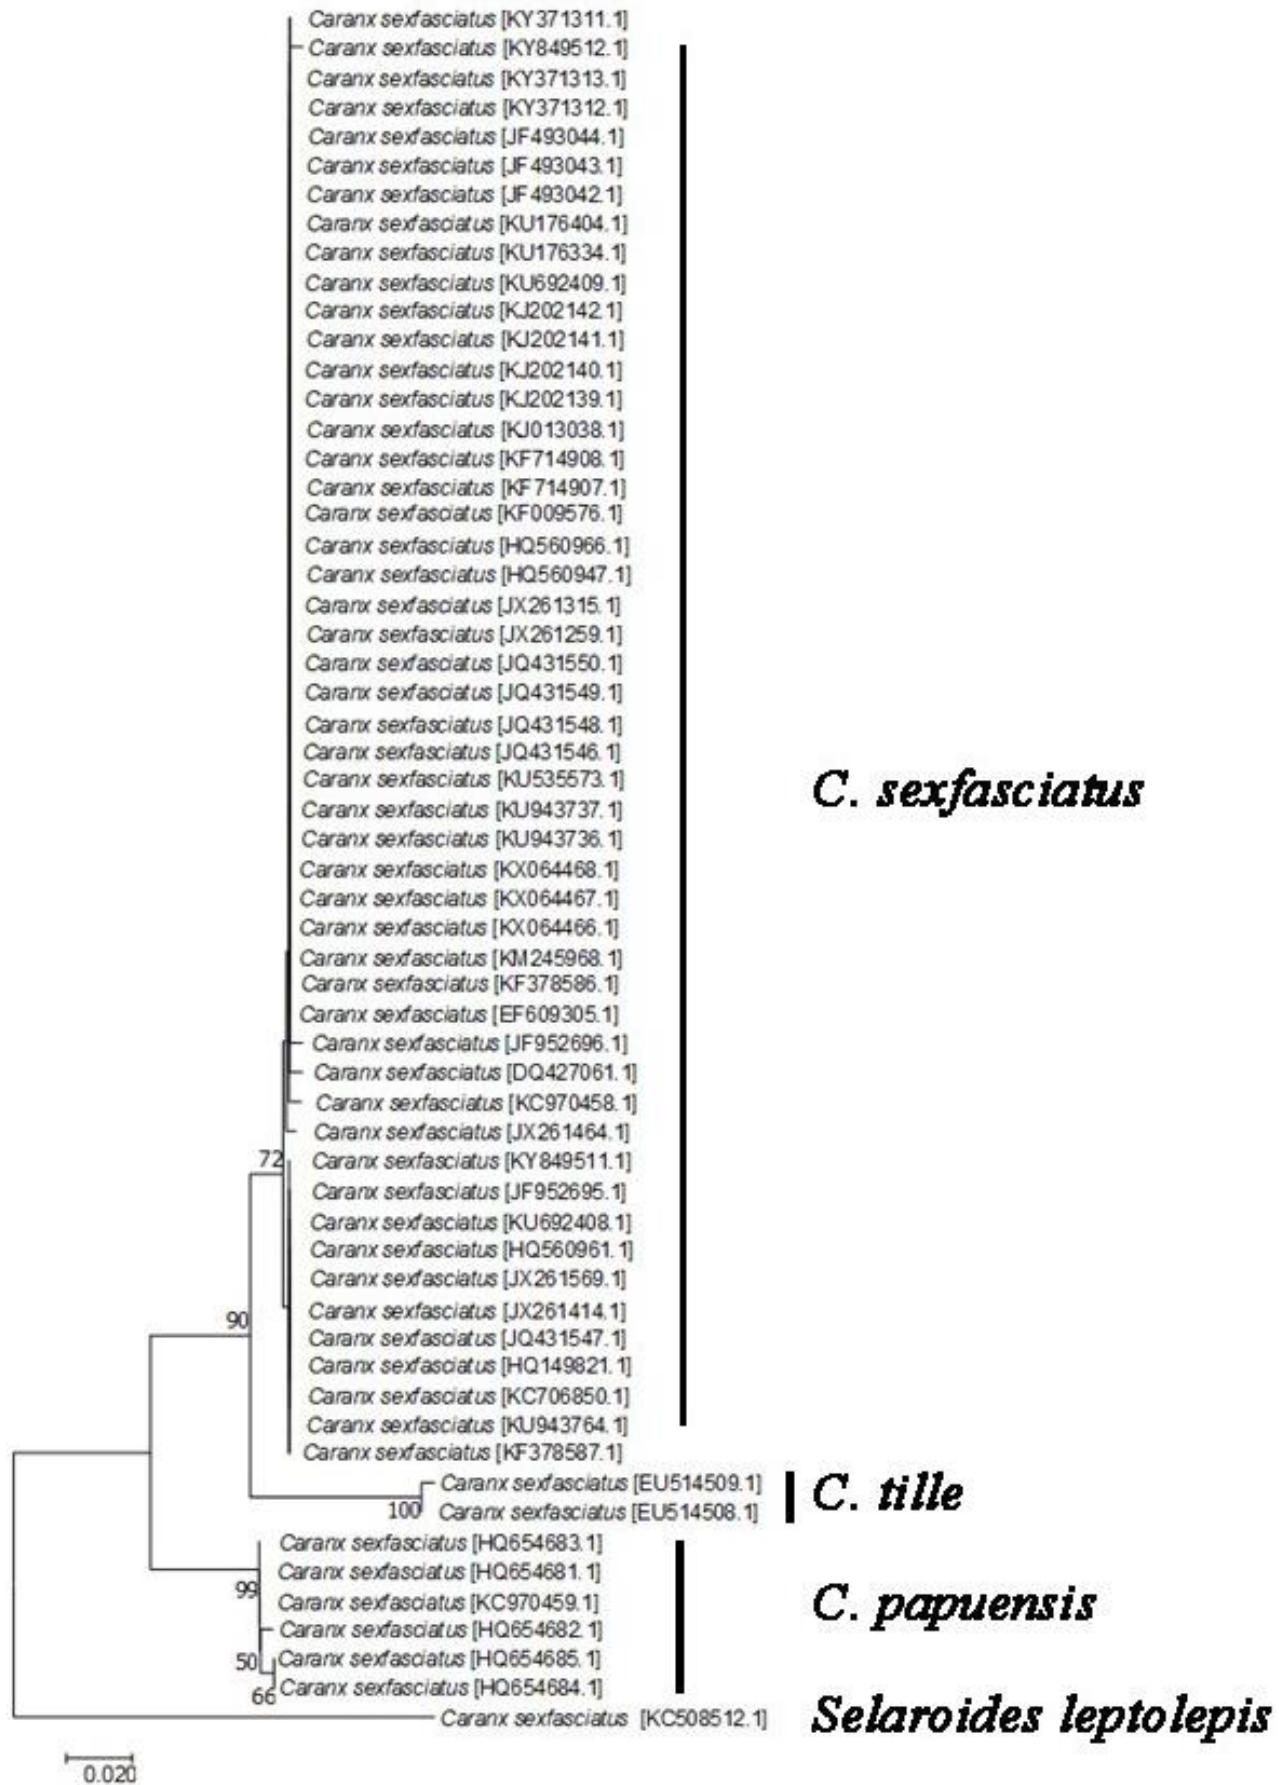 Caranx sexfasciatus [KY371311.1]
Caranx sexfasciatus [KY849512.1]
Caranx sexfasciatus [KY371313.1]
Caranx sexfasciatus [KY371312.1]
Caranx sexfasciatus [JF493044.1]
Caranx sexfasciatus [JF493043.1]
Caranx sexfasciatus [JF493042.1]
Caranx sexfasciatus [KU176404.1]
Caranx sexfasciatus [KU176334.1]
Caranx sexfasciatus [KU692409.1]
Caranx sexfasciatus [KJ202142.1]
Caranx sexfasciatus [KJ202141.1]
Caranx sexfasciatus [KJ202140.1]
Caranx sexfasciatus [KJ202139.1]
Caranx sexfasciatus [KJ013038.1]
Caranx sexfasciatus [KF714908.1]
Caranx sexfasciatus [KF714907.1]
Caranx sexfasciatus [KF009576.1]
Caranx sexfasciatus [HQ560966.1]
Caranx sexfasciatus [HQ560947.1]
Caranx sexfasciatus [JX261315.1]
Caranx sexfasciatus [JX261259.1]
Caranx sexfasciatus [JQ431550.1]
Caranx sexfasciatus [JQ431549.1]
Caranx sexfasciatus [JQ431548.1]
Caranx sexfasciatus [JQ431546.1]
Caranx sexfasciatus [KU535573.1]
C. sexfasciatus
Caranx sexfasciatus [KU943737.1]
Caranx sexfasciatus [KU943736.1]
Caranx sexfasciatus [KX064468.1]
Caranx sexfasciatus [KX064467.1]
Caranx sexfasciatus [KX064466.1]
Caranx sexfasciatus [KM245968.1]
Caranx sexfasciatus [KF378586.1]
Caranx sexfasciatus [EF609305.1]
Caranx sexfasciatus [JF952696.1]
Caranx sexfasciatus [DQ427061.1]
Caranx sexfasciatus [KC970458.1]
Caranx sexfasciatus [JX261464.1]
72
Caranx sexfasciatus [KY849511.1]
Caranx sexfasciatus [JF952695.1]
Caranx sexfasciatus [KU692408.1]
Caranx sexfasciatus [HQ560961.1]
Caranx sexfasciatus [JX261569.1]
Caranx sexfasciatus [JX261414.1]
90
Caranx sexfasciatus [JQ431547.1]
Caranx sexfasciatus [HQ149821.1]
Caranx sexfasciatus [KC706850.1]
Caranx sexfasciatus [KU943764.1]
Caranx sexfasciatus [KF378587.1]
Caranx sexfasciatus [EU514509.1]
C. tille
100
Caranx sexfasciatus [EU514508.1]
Caranx sexfasciatus [HQ654683.1]
Caranx sexfasciatus [HQ654681.1]
99
Caranx sexfasciatus [KC970459.1]
C. papuensis
Caranx sexfasciatus [HQ654682.1]
50
Caranx sexfasciatus [HQ654685.1]
66
Caranx sexfasciatus [HQ654684.1]
Caranx sexfasciatus [KC508512.1]
Selaroides leptolepis
0.020